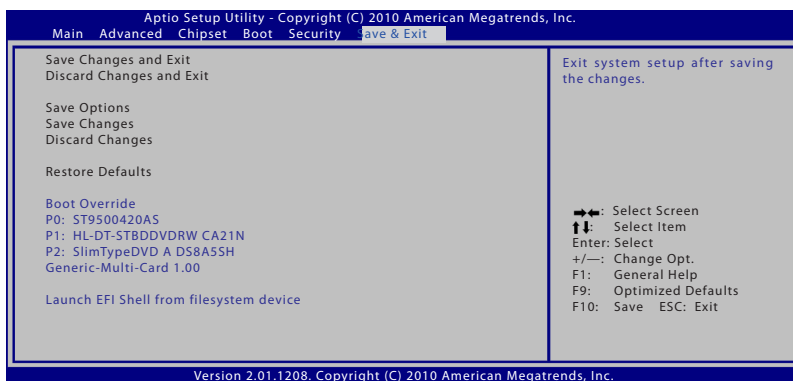 Aptio Setup Utility - Copyright (C) 2010 American Megatrends, Inc.
Main Advanced Chipset Boot Security Save & Exit
Save Changes and Exit
Discard Changes and Exit
Save Options
Save Changes
Discard Changes
Restore Defaults
Boot Override
P0: ST9500420AS
P1: HL-DT-STBDDVDRW CA21N
P2: SlimTypeDVD A DS8A5SH
Generic-Multi-Card 1.00
Launch EFI Shell from filesystem device
Exit system setup after saving
the changes.
→←: Select Screen
↑↓: Select Item
Enter: Select
+/—: Change Opt.
F1: General Help
F9: Optimized Defaults
F10: Save ESC: Exit
Version 2.01.1208. Copyright (C) 2010 American Megatrends, Inc.